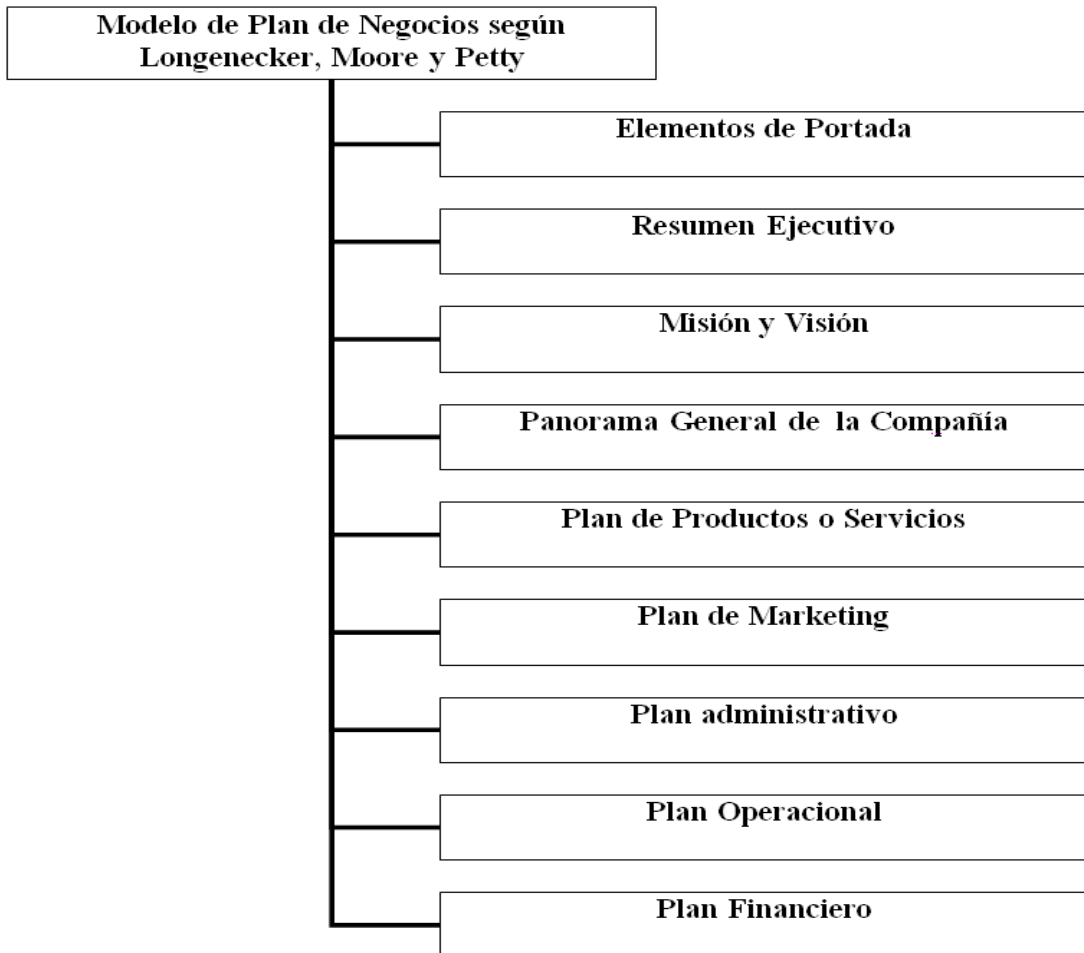 Modelo de Plan de Negocios según
Longenecker, Moore y Petty
Elementos de Portada
Resumen Ejecutivo
Misión y Visión
Panorama General de la Compañía
Plan de Productos o Servicios
Plan de Marketing
Plan administrativo
Plan Operacional
Plan Financiero